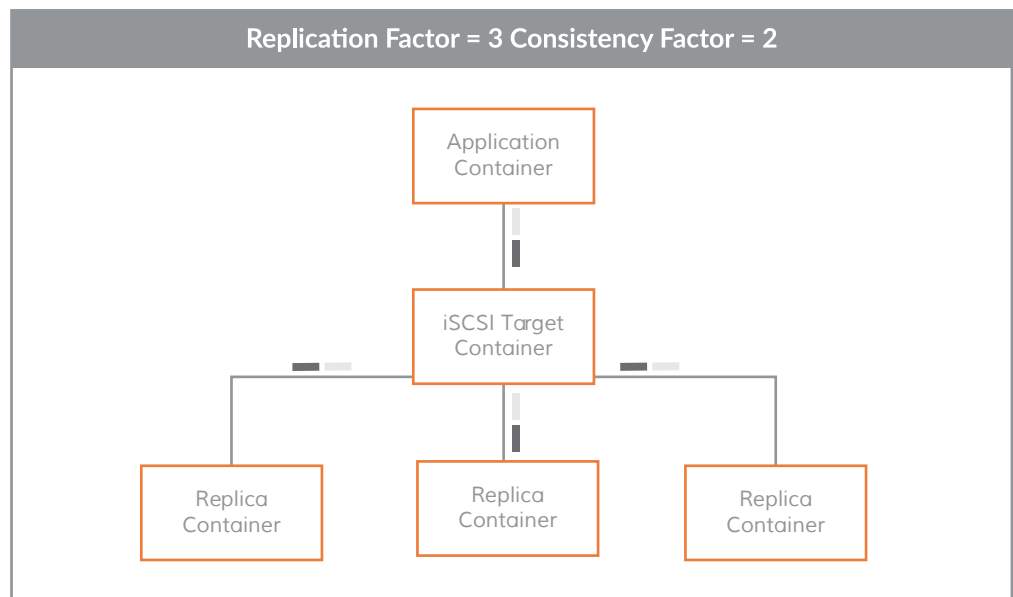 Replication Factor = 3 Consistency Factor = 2
Application
Container
iSCSI Target
Container
Replica
Container
Replica
Container
Replica
Container